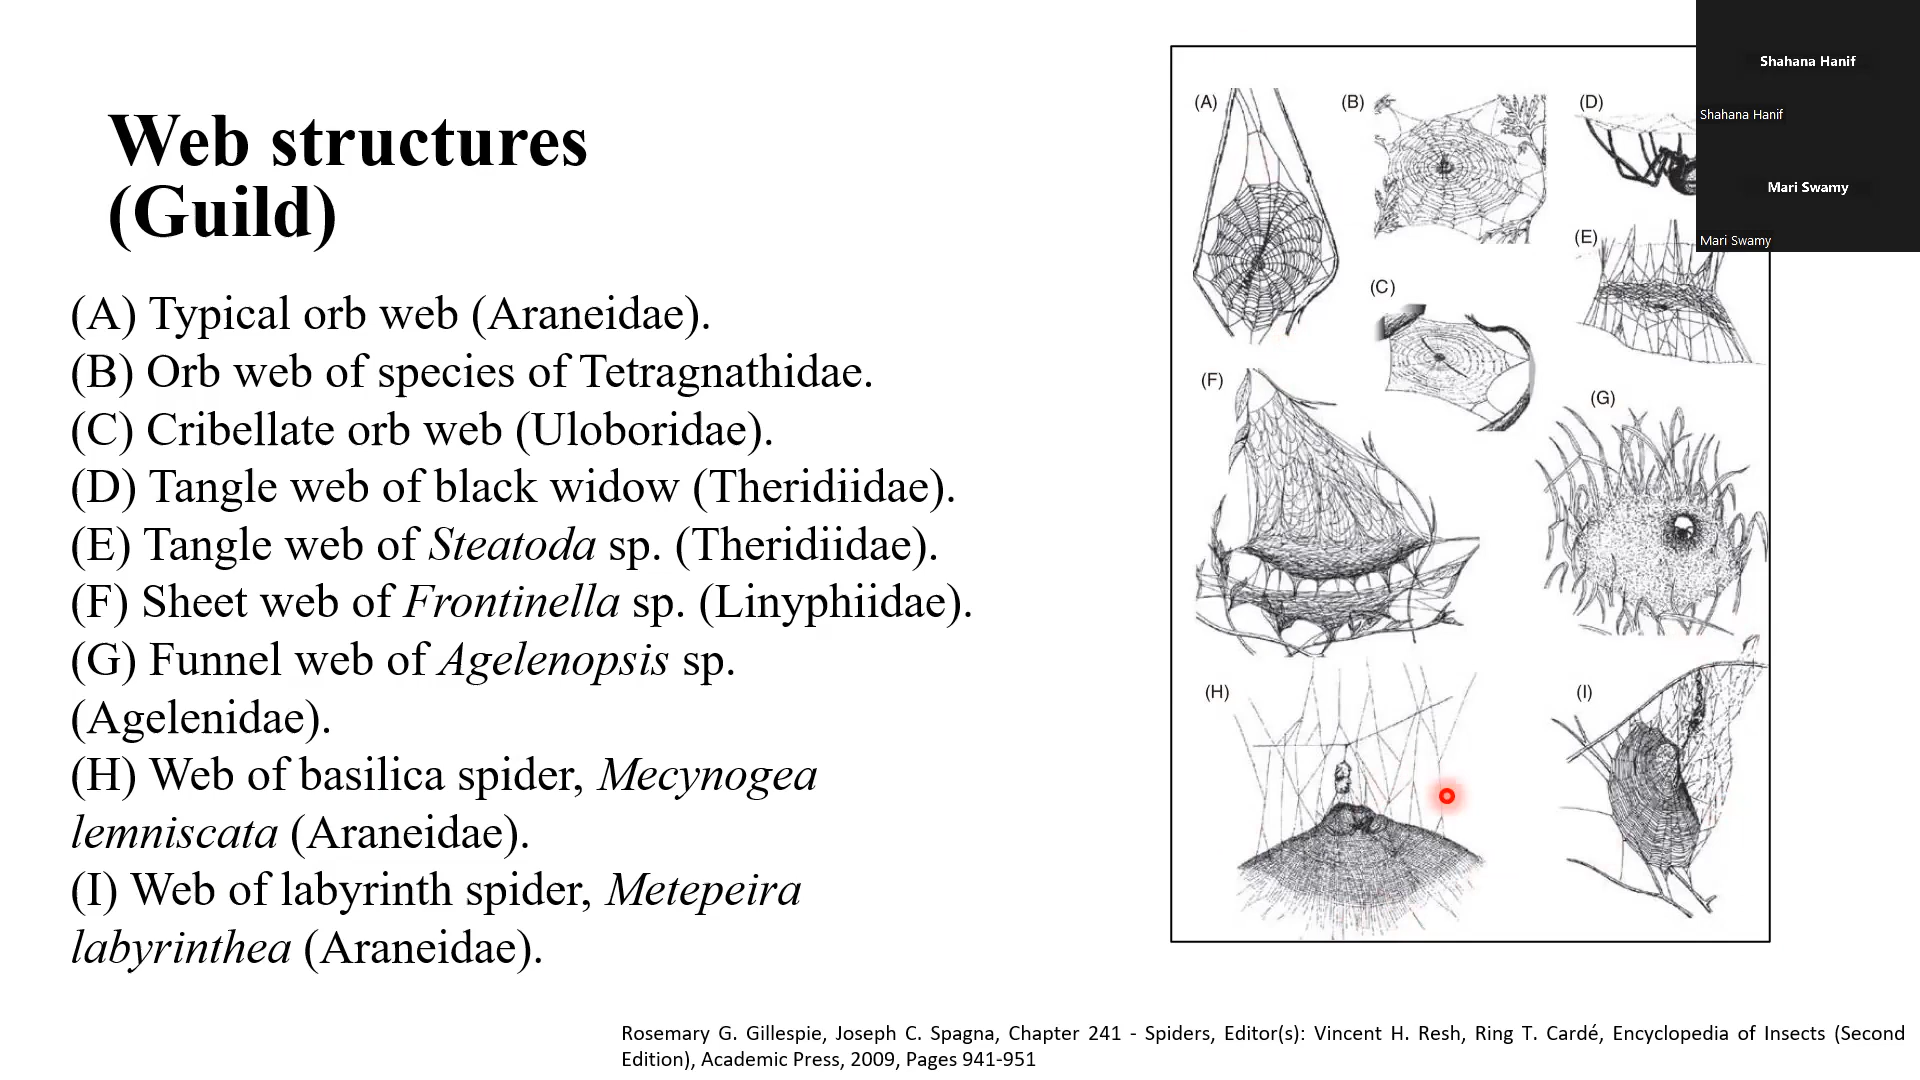 Web structures
(Guild)
(A) Typical orb web (Araneidae).
(B) Orb web of species of Tetragnathidae.
(C) Cribellate orb web (Uloboridae).
(D) Tangle web of black widow (Theridiidae).
(E) Tangle web of Steatoda sp. (Theridiidae).
(F) Sheet web of Frontinella sp. (Linyphiidae).
(G) Funnel web of Agelenopsis sp.
(Agelenidae).
(H) Web of basilica spider, Mecynogea
lemniscata (Araneidae).
(I) Web of labyrinth spider, Metepeira
labyrinthea (Araneidae).
(A)
(B)
(D)
(E)
(C)
(F)
(G)
(H)
(I)
Shahana Hanif
Shahana Hanif
Mari Swamy
Mari Swamy
Rosemary G. Gillespie, Joseph C. Spagna, Chapter 241 - Spiders, Editor(s): Vincent H. Resh, Ring T. Cardé, Encyclopedia of Insects (Second
Edition), Academic Press, 2009, Pages 941-951